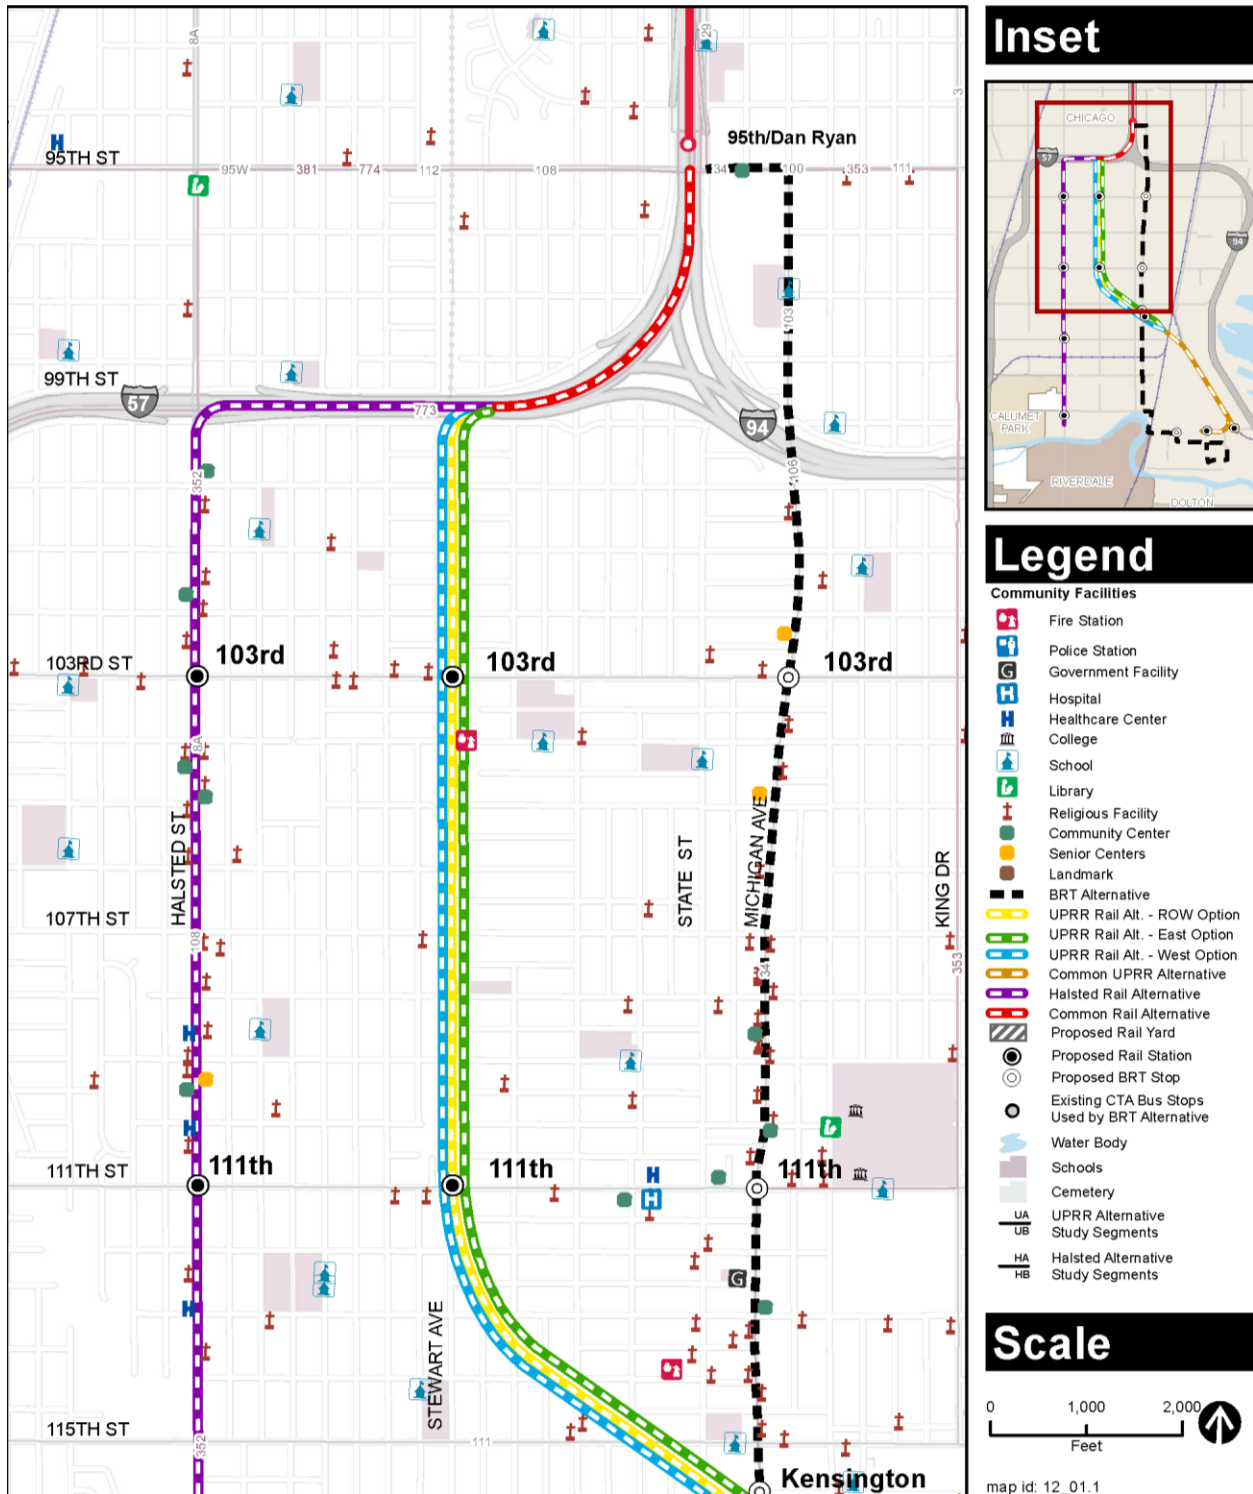 Inset
CHICAGO
57
94
CALUMET
PARK
RIVERDALE
DOLTON
8A
29
3
95th/Dan Ryan
H
95TH ST
95W
381
774
112
108
34
100
353
111
103
99TH ST
57
773
94
352
106
103RD ST
103rd
103rd
103rd
8A
HALSTED ST
STATE ST
MICHIGAN AVE
KING DR
107TH ST
108
34
353
H
H
111TH ST
111th
111th
111th
H
H
G
H
STEWART AVE
115TH ST
352
111
Kensington
Legend
Community Facilities
Fire Station
Police Station
G Government Facility
H Hospital
H Healthcare Center
College
School
Library
Religious Facility
Community Center
Senior Centers
Landmark
BRT Alternative
UPRR Rail Alt. - ROW Option
UPRR Rail Alt. - East Option
UPRR Rail Alt. - West Option
Common UPRR Alternative
Halsted Rail Alternative
Common Rail Alternative
Proposed Rail Yard
Proposed Rail Station
Proposed BRT Stop
Existing CTA Bus Stops
Used by BRT Alternative
Water Body
Schools
Cemetery
UA UPRR Alternative
UB Study Segments
HA Halsted Alternative
HB Study Segments
Scale
0 1,000 2,000
Feet
map id: 12_01.1